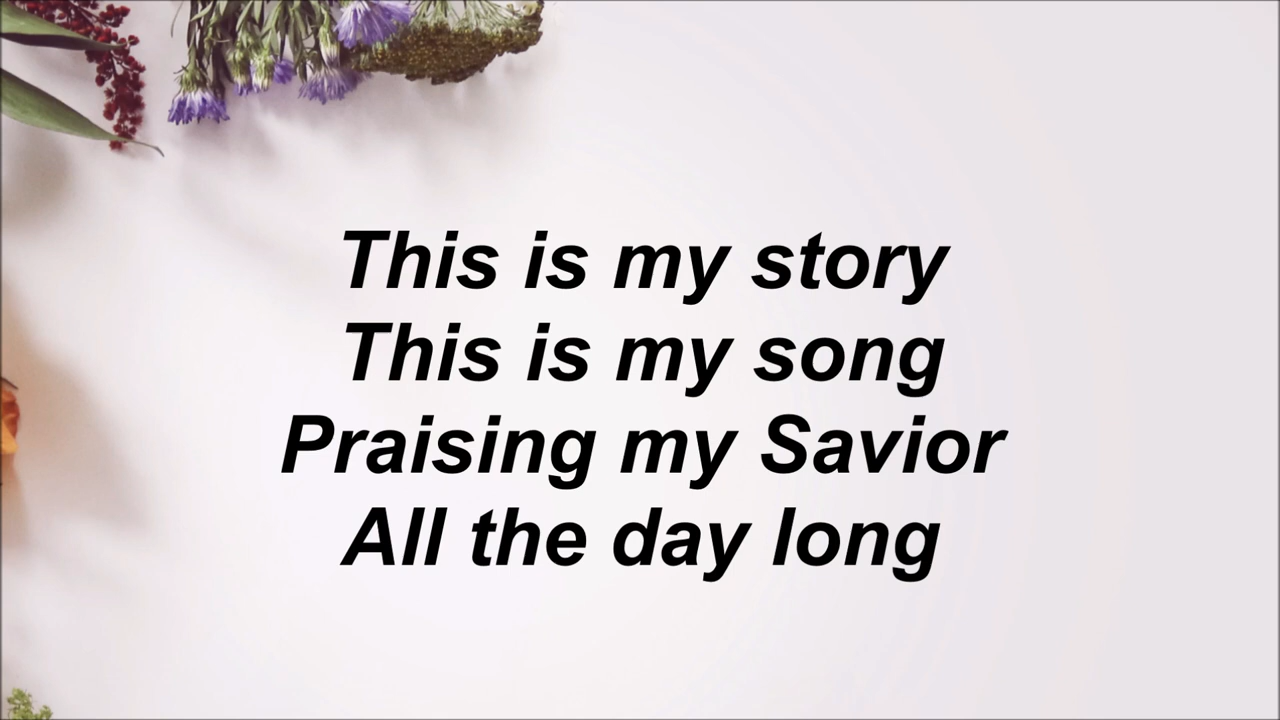 This is my story
This is my song
Praising my Savior
All the day long